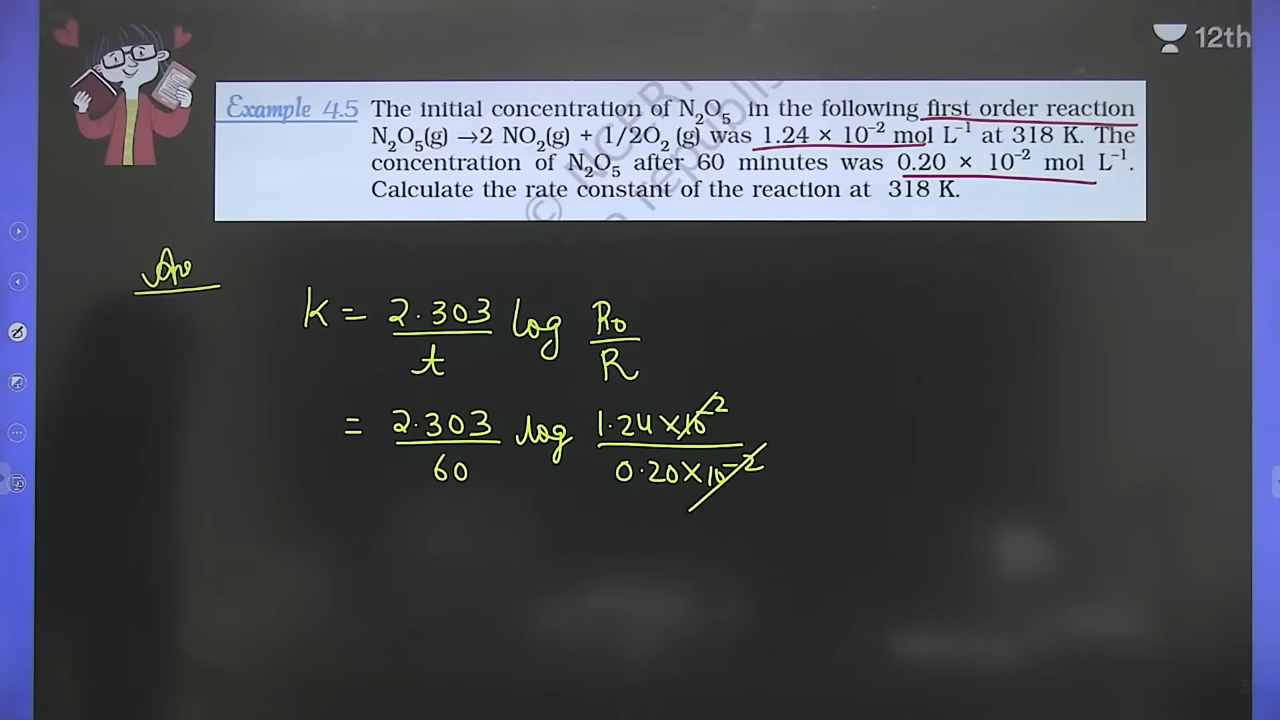 12th
Example 4.5 The initial concentration of N₂O₅ in the following first order reaction
N₂O₅(g) →2 NO₂(g) + 1/2O₂ (g) was 1.24 × 10⁻² mol L⁻¹ at 318 K. The
concentration of N₂O₅ after 60 minutes was 0.20 × 10⁻² mol L⁻¹.
Calculate the rate constant of the reaction at 318 K.
K = 2.303/t log R₀/R
= 2.303/60 log 1.24×10⁻²/0.20×10⁻²